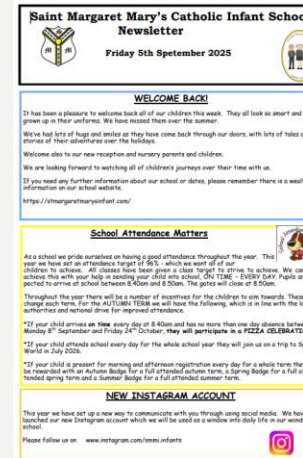 Saint Margaret Mary's Catholic Infant Schoo
Newsletter
Friday 5th Spetember 2025
WELCOME BACK!
It has been a pleasure to welcome back all of our children this week. They all look so smart and
grown up in their uniforms. We have missed them over the summer.
We've had lots of hugs and smiles as they have come back through our doors, with lots of tales a
stories of their adventures over the holidays.
Welcome also to our new reception and nursery parents and children.
We are looking forward to watching all of children's journeys over their time with us.
If you need any further information about our school or dates, please remember there is a wealt
information on our school website.
https://stmargaretmarysinfant.com/
School Attendance Matters
As a school we pride ourselves on having a good attendance throughout the year. This
year we have set an attendance target of 96% - which we want all of our
children to achieve. All classes have been given a class target to strive to achieve. We can
achieve this with your help in sending your child into school, ON TIME - EVERY DAY. Pupils ar
pected to arrive at school between 8.40am and 8.50am. The gates will close at 8.50am.
Throughout the year there will be a number of incentives for the children to aim towards. These
change each term. For the AUTUMN TERM we will have the following, which is in line with the lo
authorities and national drive for improved attendance.
*If your child arrives on time every day at 8.40am and has no more than one day absence betwe
Monday 8th September and Friday 24th October, they will participate in a PIZZA CELEBRATI
*If your child attends school every day for the whole school year they will join us on a trip to S
World in July 2026.
*If your child is present for morning and afternoon registration every day for a whole term the
be rewarded with an Autumn Badge for a full attended autumn term, a Spring Badge for a full a
tended spring term and a Summer Badge for a full attended summer term.
NEW INSTAGRAM ACCOUNT
This year we have set up a new way to communicate with you through using social media. We hav
launched our new Instagram account which we will be used as a window into daily life in our wind
school.
Please follow us on www.instagram.com/smmi.infants